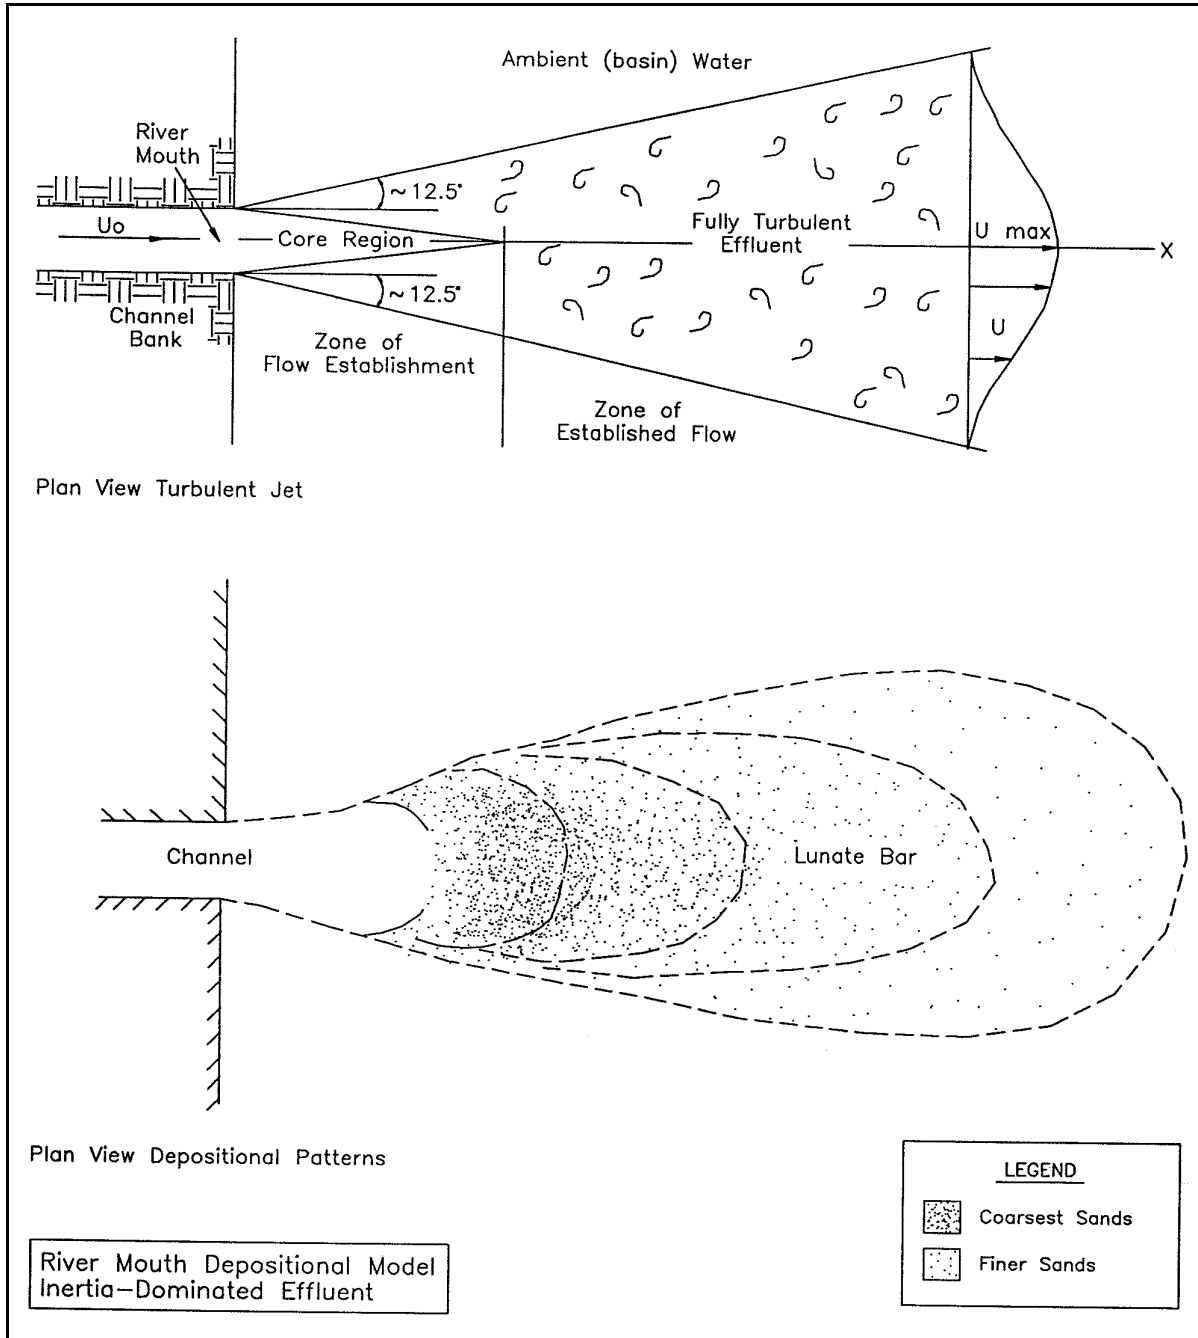 Ambient (basin) Water
River
Mouth
~12.5°
Uo
Core Region
Fully Turbulent
Effluent
U max
X
~12.5°
U
Channel
Bank
Zone of
Flow Establishment
Zone of
Established Flow
Plan View Turbulent Jet
Channel
Lunate Bar
Plan View Depositional Patterns
LEGEND
Coarsest Sands
Finer Sands
River Mouth Depositional Model
Inertia-Dominated Effluent